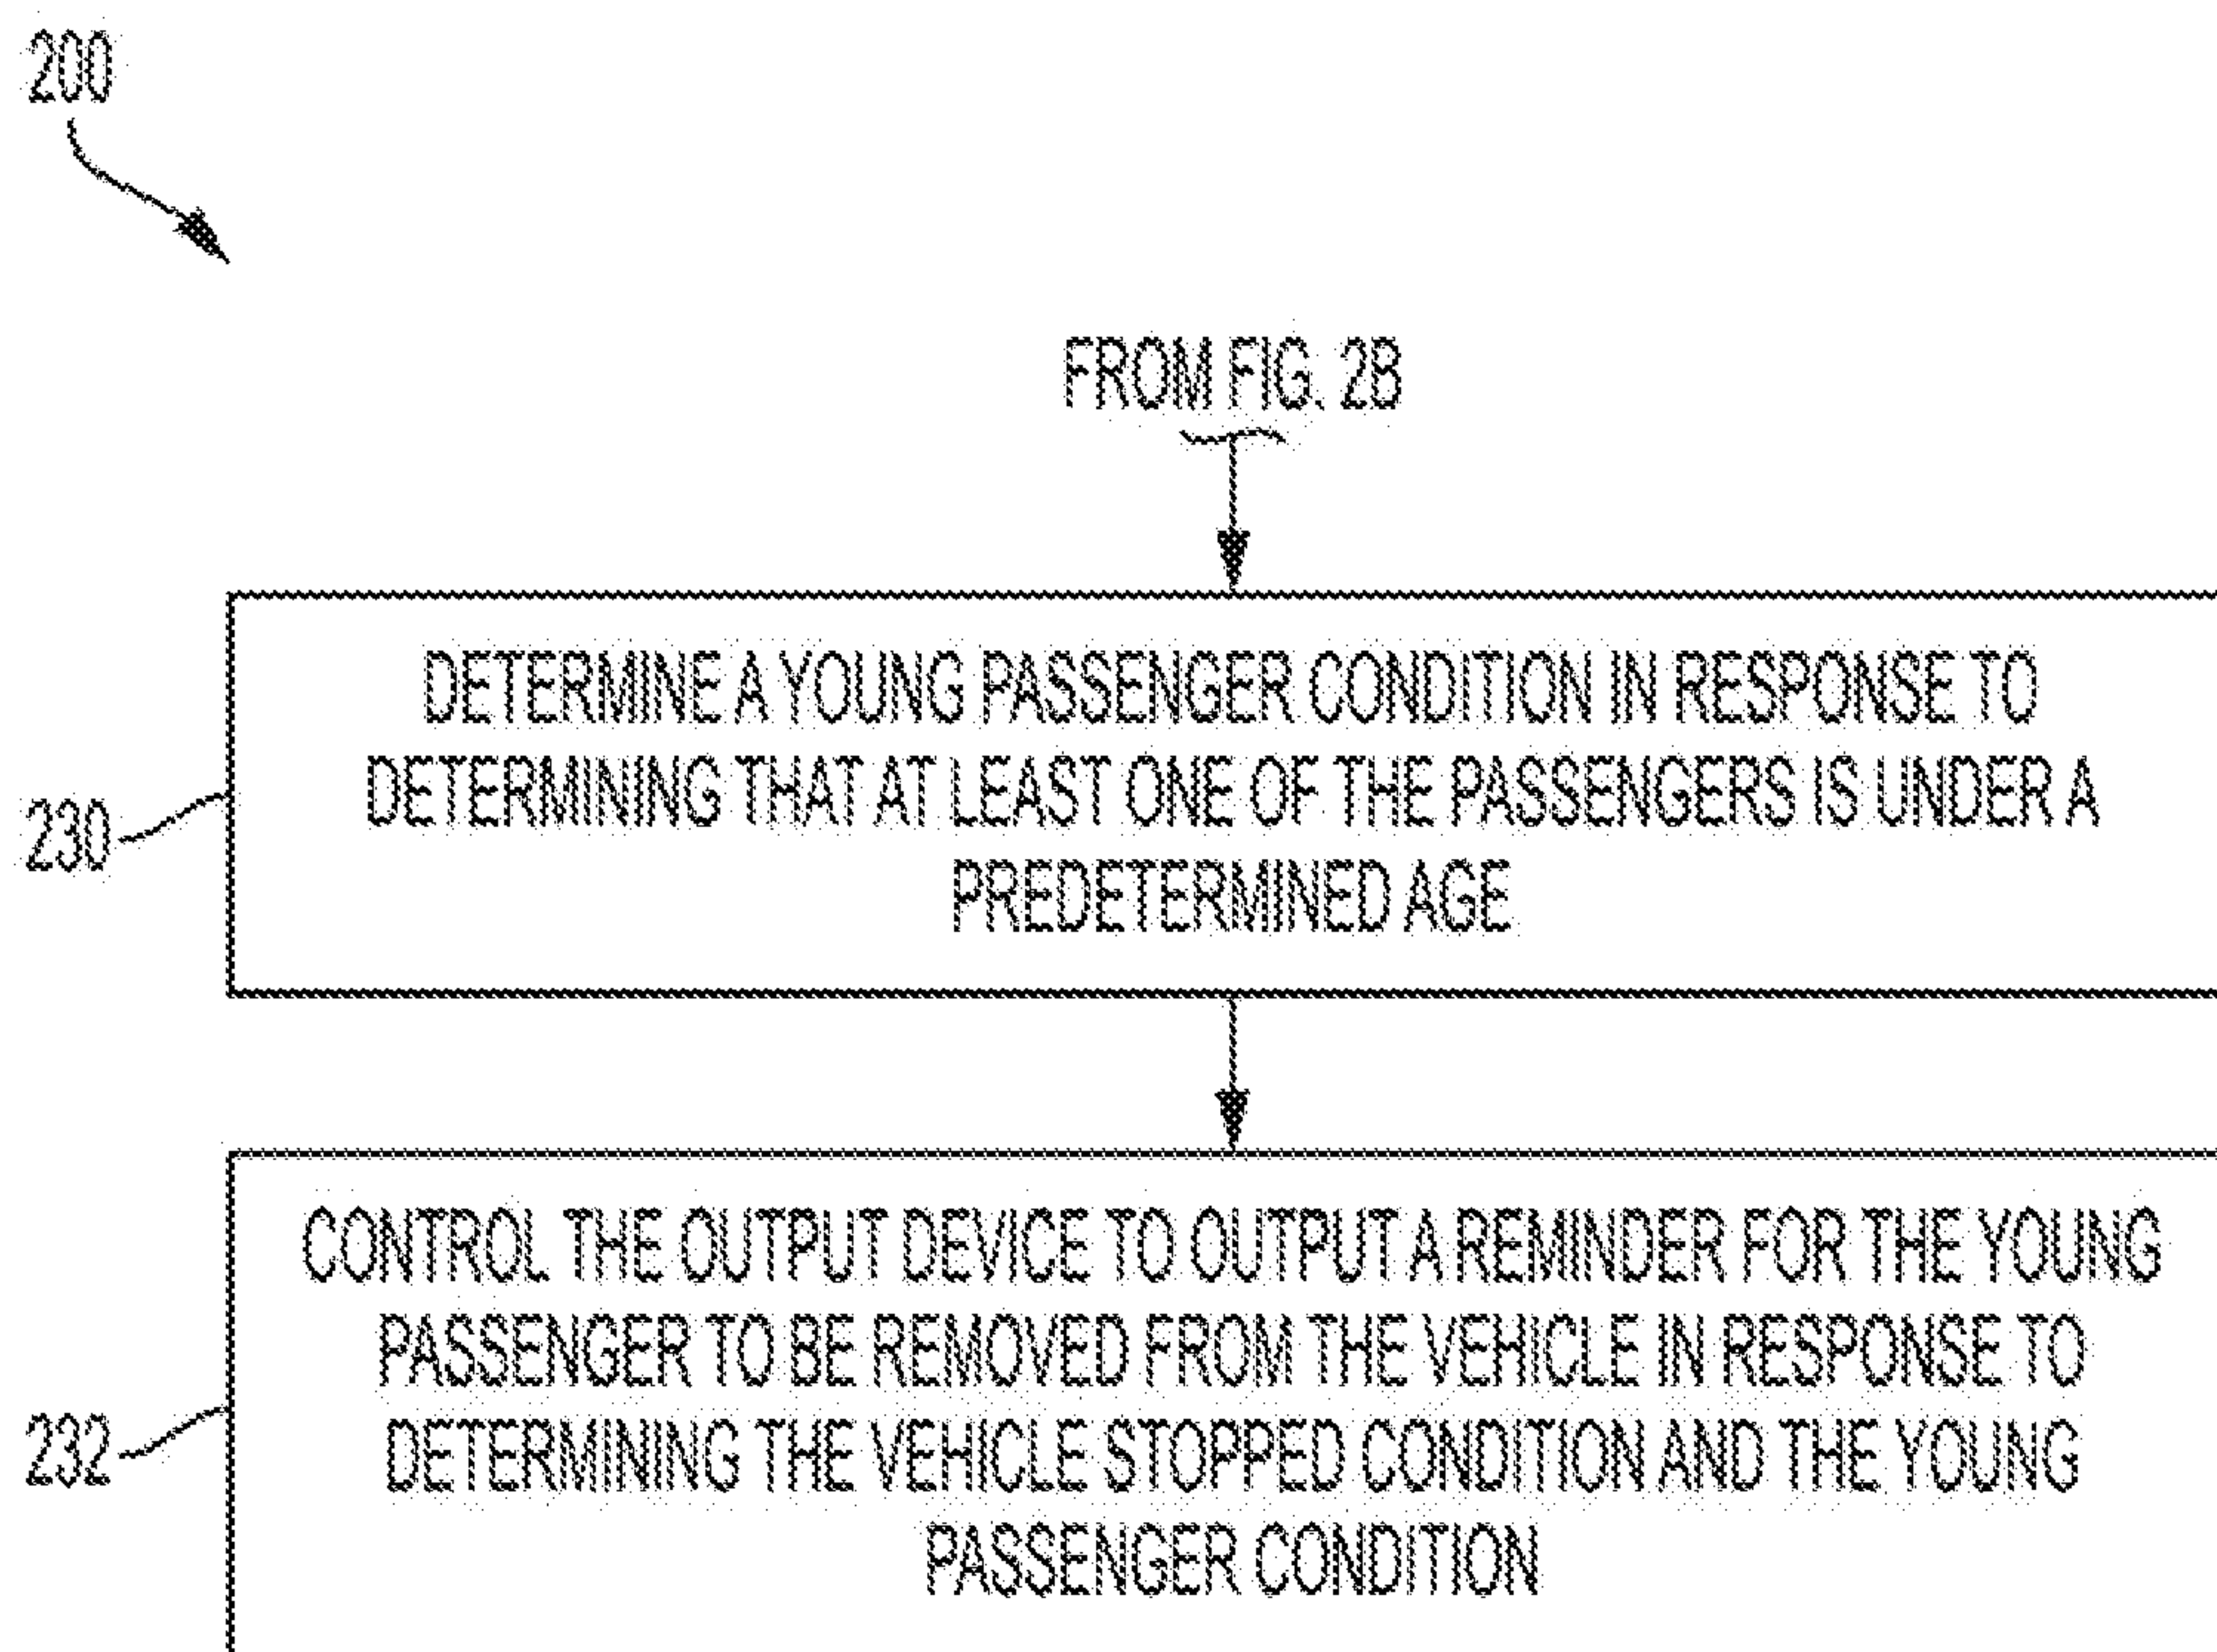 200
FROM FIG. 2B
DETERMINE A YOUNG PASSENGER CONDITION IN RESPONSE TO
DETERMINING THAT AT LEAST ONE OF THE PASSENGERS IS UNDER A
PREDETERMINED AGE
230
CONTROL THE OUTPUT DEVICE TO OUTPUT A REMINDER FOR THE YOUNG
PASSENGER TO BE REMOVED FROM THE VEHICLE IN RESPONSE TO
DETERMINING THE VEHICLE STOPPED CONDITION AND THE YOUNG
PASSENGER CONDITION
232